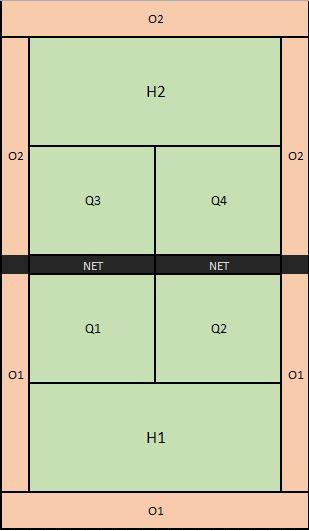 O2
H2
O2 O2
Q3 Q4
NET NET
Q1 Q2
O1 O1
H1
O1